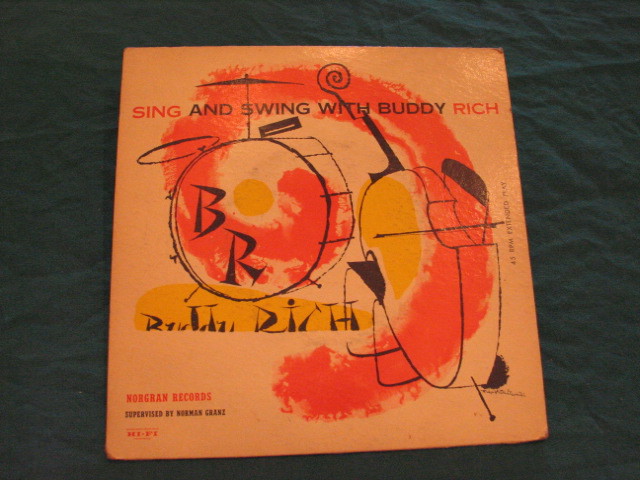 SING AND SWING WITH BUDDY RICH
BR
Buddy RiCH
45 RPM EXTENDED PLAY
NORGRAN RECORDS
SUPERVISED BY NORMAN GRANZ
HI-FI